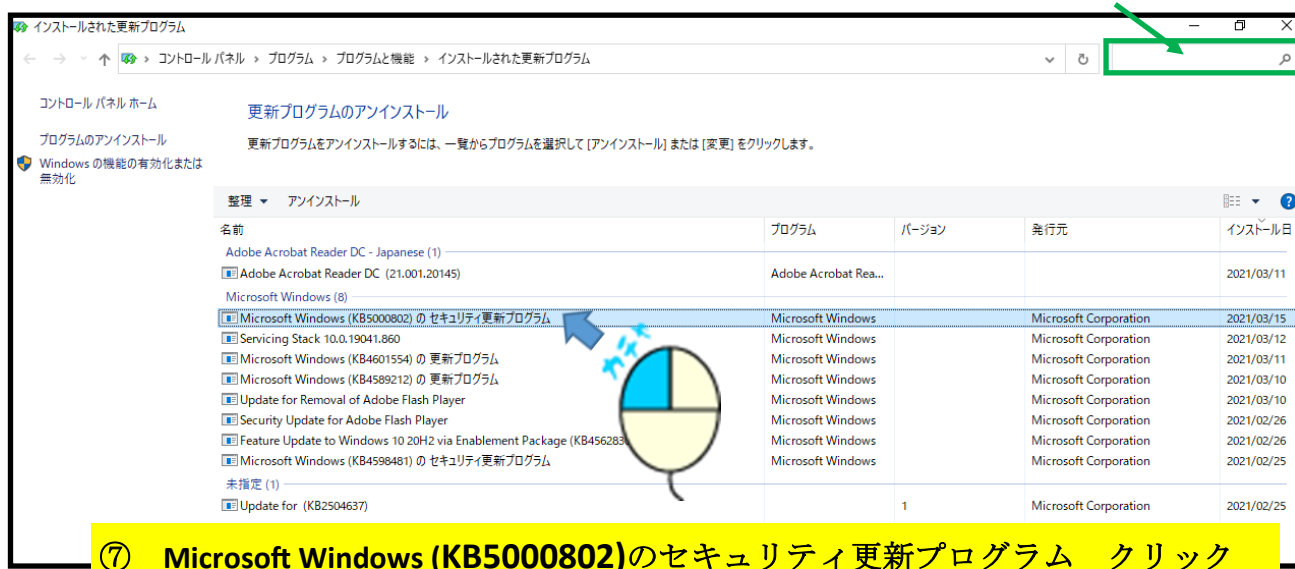 インストールされた更新プログラム
コントロール パネル › プログラム › プログラムと機能 › インストールされた更新プログラム
コントロール パネル ホーム
プログラムのアンインストール
Windows の機能の有効化または
無効化
更新プログラムのアンインストール
更新プログラムをアンインストールするには、一覧からプログラムを選択して [アンインストール] または [変更] をクリックします。
整理 アンインストール
名前 プログラム バージョン 発行元 インストール日
Adobe Acrobat Reader DC - Japanese (1)
Adobe Acrobat Reader DC (21.001.20145) Adobe Acrobat Rea... 2021/03/11
Microsoft Windows (8)
Microsoft Windows (KB5000802) の セキュリティ更新プログラム Microsoft Windows Microsoft Corporation 2021/03/15
Servicing Stack 10.0.19041.860 Microsoft Windows Microsoft Corporation 2021/03/12
Microsoft Windows (KB4601554) の 更新プログラム Microsoft Windows Microsoft Corporation 2021/03/11
Microsoft Windows (KB4589212) の 更新プログラム Microsoft Windows Microsoft Corporation 2021/03/10
Update for Removal of Adobe Flash Player Microsoft Windows Microsoft Corporation 2021/03/10
Security Update for Adobe Flash Player Microsoft Windows Microsoft Corporation 2021/02/26
Feature Update to Windows 10 20H2 via Enablement Package Microsoft Windows Microsoft Corporation 2021/02/26
Microsoft Windows (KB4598481) の セキュリティ更新プログラム Microsoft Windows Microsoft Corporation 2021/02/25
未指定 (1)
Update for (KB2504637) 1 Microsoft Corporation 2021/02/25
カチカチ
⑦ Microsoft Windows (KB5000802)のセキュリティ更新プログラム クリック